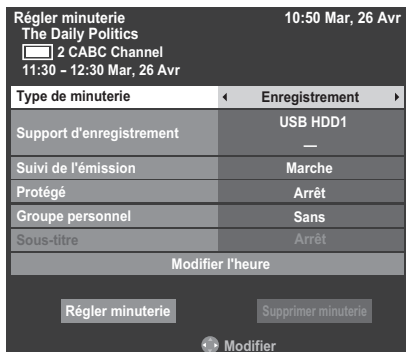 Régler minuterie 10:50 Mar, 26 Avr
The Daily Politics
2 CABC Channel
11:30 - 12:30 Mar, 26 Avr
Type de minuterie Enregistrement
Support d'enregistrement USB HDD1
—
Suivi de l'émission Marche
Protégé Arrêt
Groupe personnel Sans
Sous-titre Arrêt
Modifier l'heure
Régler minuterie Supprimer minuterie
Modifier